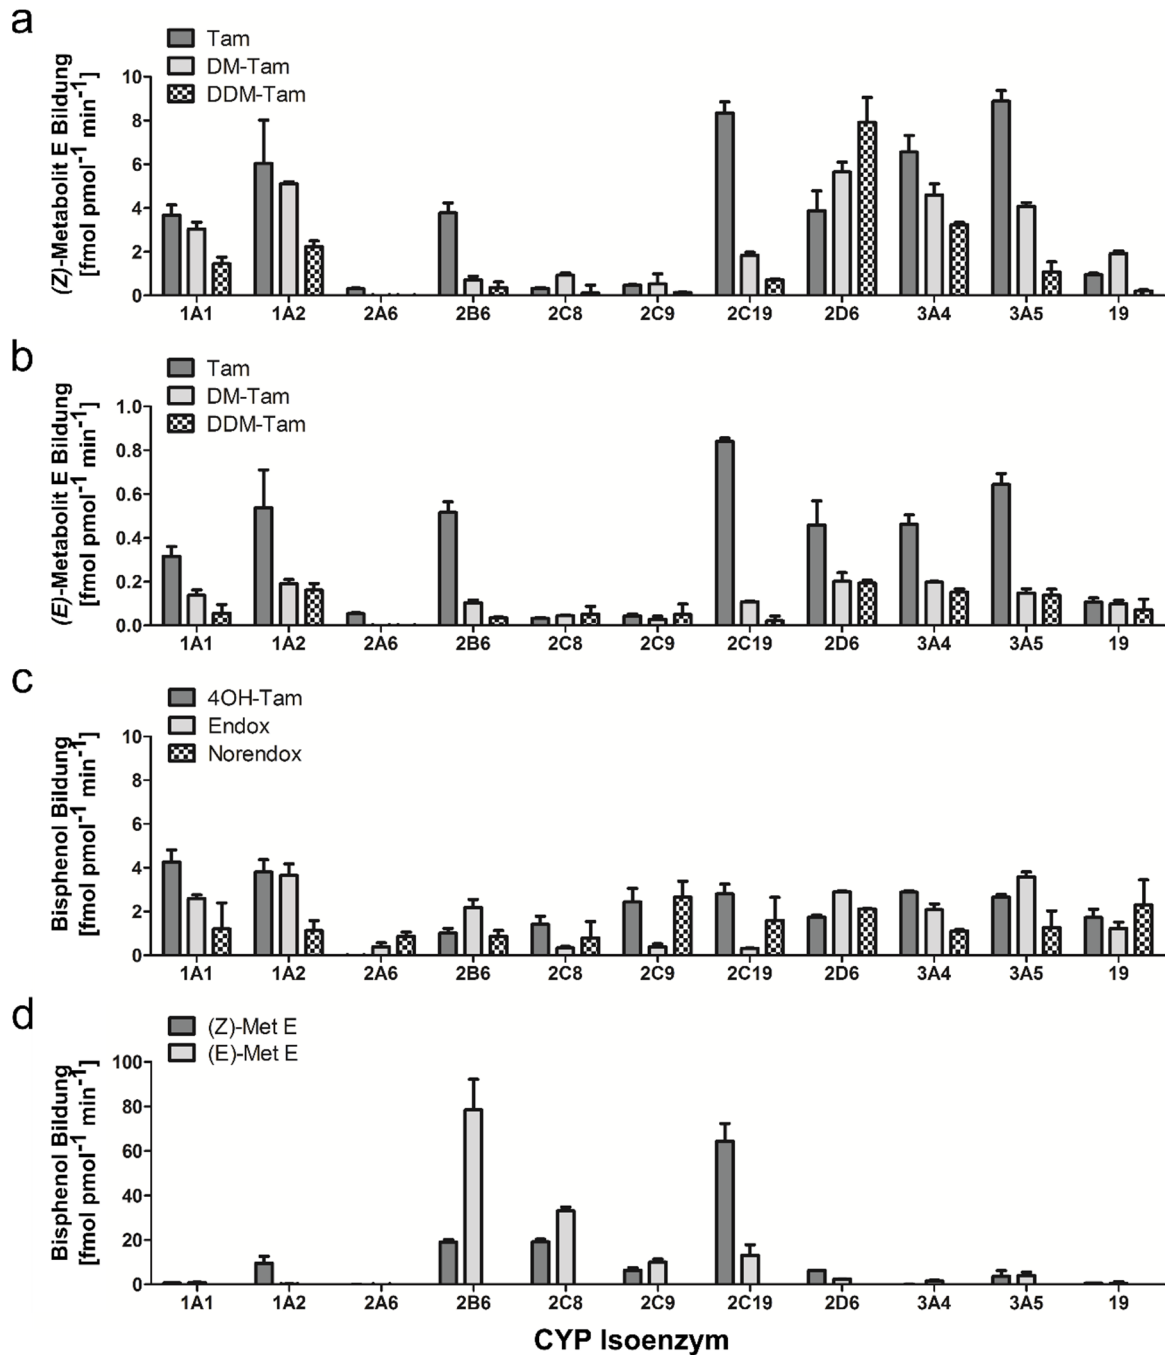 a
Tam
DM-Tam
DDM-Tam
(Z)-Metabolit E Bildung
[fmol pmol⁻¹ min⁻¹]
10
8
6
4
2
0
1A1 1A2 2A6 2B6 2C8 2C9 2C19 2D6 3A4 3A5 19
b
Tam
DM-Tam
DDM-Tam
(E)-Metabolit E Bildung
[fmol pmol⁻¹ min⁻¹]
1.0
0.8
0.6
0.4
0.2
0.0
1A1 1A2 2A6 2B6 2C8 2C9 2C19 2D6 3A4 3A5 19
c
4OH-Tam
Endox
Norendox
Bisphenol Bildung
[fmol pmol⁻¹ min⁻¹]
10
8
6
4
2
0
1A1 1A2 2A6 2B6 2C8 2C9 2C19 2D6 3A4 3A5 19
d
(Z)-Met E
(E)-Met E
Bisphenol Bildung
[fmol pmol⁻¹ min⁻¹]
100
80
60
40
20
0
1A1 1A2 2A6 2B6 2C8 2C9 2C19 2D6 3A4 3A5 19
CYP Isoenzym